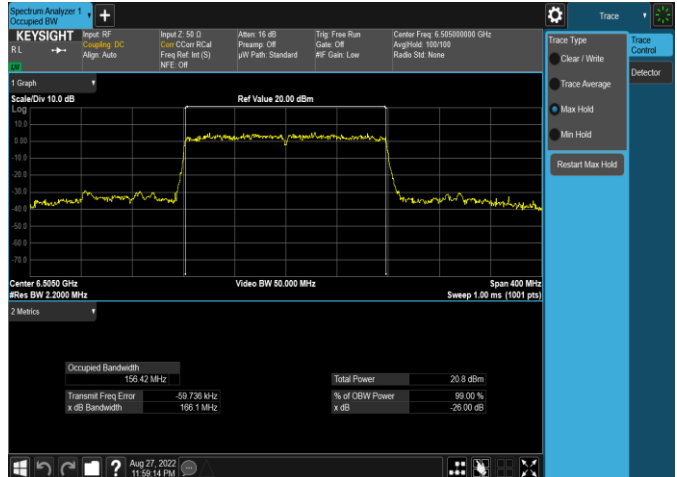 Spectrum Analyzer 1
Occupied BW
Trace
KEYSIGHT
Input: RF
Coupling: DC
Align: Auto
Input Z: 50 Ω
Corr CCorr RCal
Freq Ref: Int (S)
NFE: Off
Atten: 16 dB
Preamp: Off
µW Path: Standard
Trig: Free Run
Gate: Off
#IF Gain: Low
Center Freq: 6.505000000 GHz
Avg|Hold: 100/100
Radio Std: None
RL
1 Graph
Scale/Div 10.0 dB
Ref Value 20.00 dBm
Log
10.0
0.00
-10.0
-20.0
-30.0
-40.0
-50.0
-60.0
-70.0
Center 6.5050 GHz
Video BW 50.000 MHz
Span 400 MHz
#Res BW 2.2000 MHz
Sweep 1.00 ms (1001 pts)
2 Metrics
Occupied Bandwidth
156.42 MHz
Total Power 20.8 dBm
Transmit Freq Error -59.736 kHz
% of OBW Power 99.00 %
x dB Bandwidth 166.1 MHz
x dB -26.00 dB
Aug 27, 2022
11:59:14 PM
Trace Type
Clear / Write
Trace Average
Max Hold
Min Hold
Restart Max Hold
Trace
Control
Detector